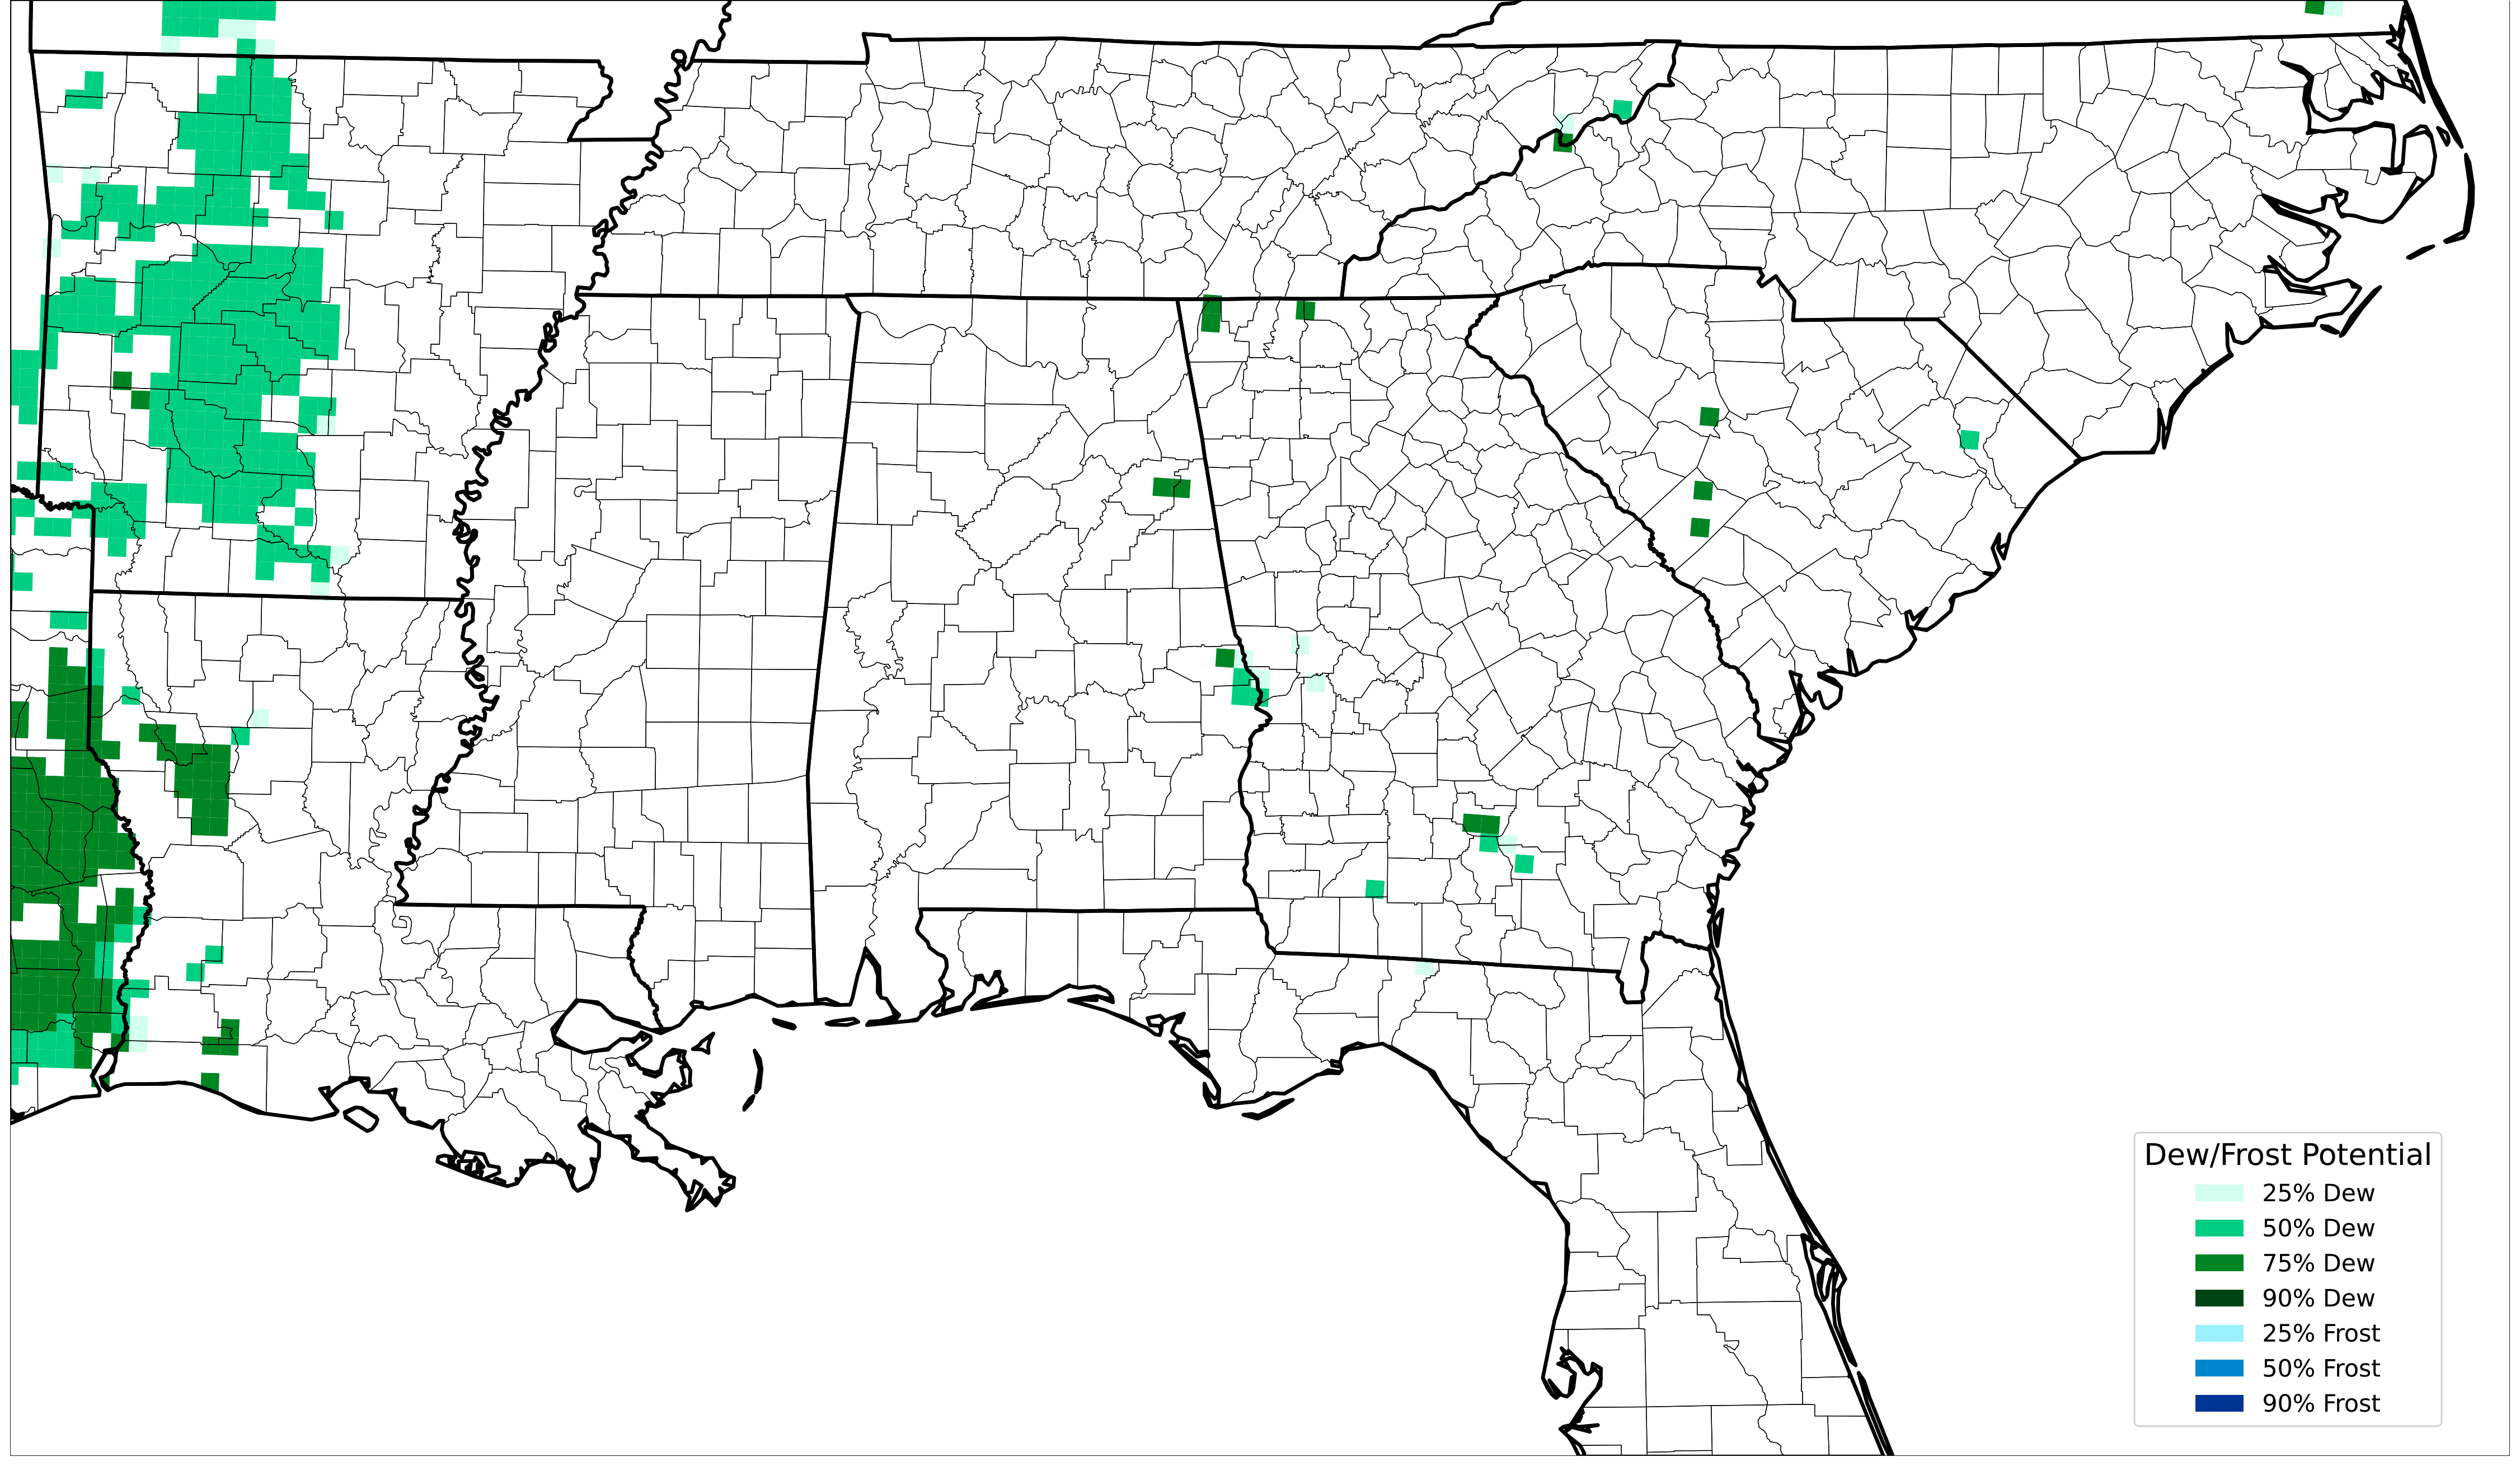 Dew/Frost Potential
25% Dew
50% Dew
75% Dew
90% Dew
25% Frost
50% Frost
90% Frost